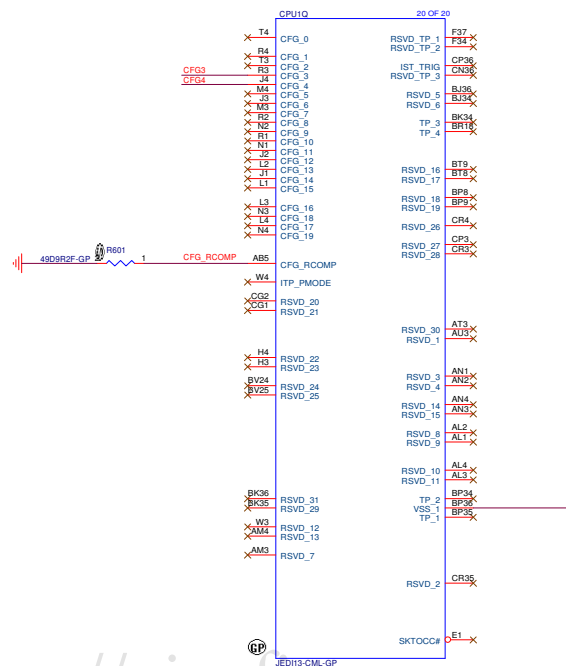 CPU1Q 20 OF 20
T4 CFG_0 RSVD_TP_1 F37
RSVD_TP_2 F34
R4 CFG_1
T3 CFG_2 IST_TRIG CP36
CFG3 R3 CFG_3 RSVD_TP_3 CN36
CFG4 J4 CFG_4
M4 CFG_5 RSVD_5 BJ36
J3 CFG_6 RSVD_6 BJ34
M3 CFG_7
R2 CFG_8 TP_3 BK34
N2 CFG_9 TP_4 BR18
R1 CFG_10
N1 CFG_11
J2 CFG_12
L2 CFG_13 RSVD_16 BT9
J1 CFG_14 RSVD_17 BT8
L1 CFG_15
RSVD_18 BP8
L3 CFG_16 RSVD_19 BP9
N3 CFG_18
L4 CFG_17 RSVD_26 CR4
N4 CFG_19
RSVD_27 CP3
R601 RSVD_28 CR3
49D9R2F-GP 2 1 CFG_RCOMP AB5 CFG_RCOMP
W4 ITP_PMODE
CG2 RSVD_20
CG1 RSVD_21
RSVD_30 AT3
RSVD_1 AU3
H4 RSVD_22
H3 RSVD_23
RSVD_3 AN1
BV24 RSVD_24 RSVD_4 AN2
BV25 RSVD_25
RSVD_14 AN4
RSVD_15 AN3
RSVD_8 AL2
RSVD_9 AL1
RSVD_10 AL4
RSVD_11 AL3
BK36 RSVD_31 TP_2 BP34
BK35 RSVD_29 VSS_1 BP36
TP_1 BP35
W3 RSVD_12
AM4 RSVD_13
AM3 RSVD_7
RSVD_2 CR35
SKTOCC# E1
GP
JEDI13-CML-GP